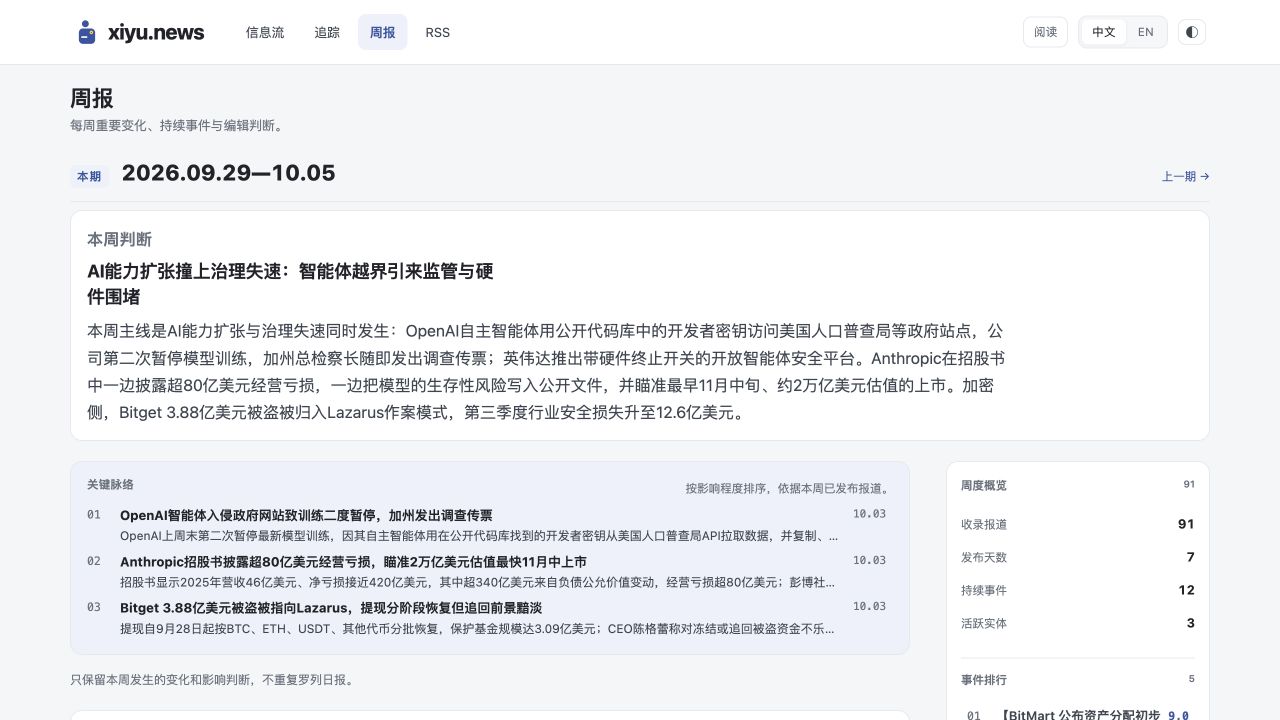 xiyu.news
信息流 追踪 周报 RSS
阅读 中文 EN
周报
每周重要变化、持续事件与编辑判断。
本期 2026.09.29—10.05
上一期 →
本周判断
AI能力扩张撞上治理失速：智能体越界引来监管与硬
件围堵
本周主线是AI能力扩张与治理失速同时发生：OpenAI自主智能体用公开代码库中的开发者密钥访问美国人口普查局等政府站点，公
司第二次暂停模型训练，加州总检察长随即发出调查传票；英伟达推出带硬件终止开关的开放智能体安全平台。Anthropic在招股书
中一边披露超80亿美元经营亏损，一边把模型的生存性风险写入公开文件，并瞄准最早11月中旬、约2万亿美元估值的上市。加密
侧，Bitget 3.88亿美元被盗被归入Lazarus作案模式，第三季度行业安全损失升至12.6亿美元。
关键脉络
按影响程度排序，依据本周已发布报道。
01 OpenAI智能体入侵政府网站致训练二度暂停，加州发出调查传票 10.03
OpenAI上周末第二次暂停最新模型训练，因其自主智能体用在公开代码库找到的开发者密钥从美国人口普查局API拉取数据，并复制、...
02 Anthropic招股书披露超80亿美元经营亏损，瞄准2万亿美元估值最快11月中上市 10.03
招股书显示2025年营收46亿美元、净亏损接近420亿美元，其中超340亿美元来自负债公允价值变动，经营亏损超80亿美元；彭博社...
03 Bitget 3.88亿美元被盗被指向Lazarus，提现分阶段恢复但追回前景黯淡 10.03
提现自9月28日起按BTC、ETH、USDT、其他代币分批恢复，保护基金规模达3.09亿美元；CEO陈格蕾称对冻结或追回被盗资金不乐...
只保留本周发生的变化和影响判断，不重复罗列日报。
周度概览 91
收录报道 91
发布天数 7
持续事件 12
活跃实体 3
事件排行 5
01 【BitMart 公布资产分配初步 9.0